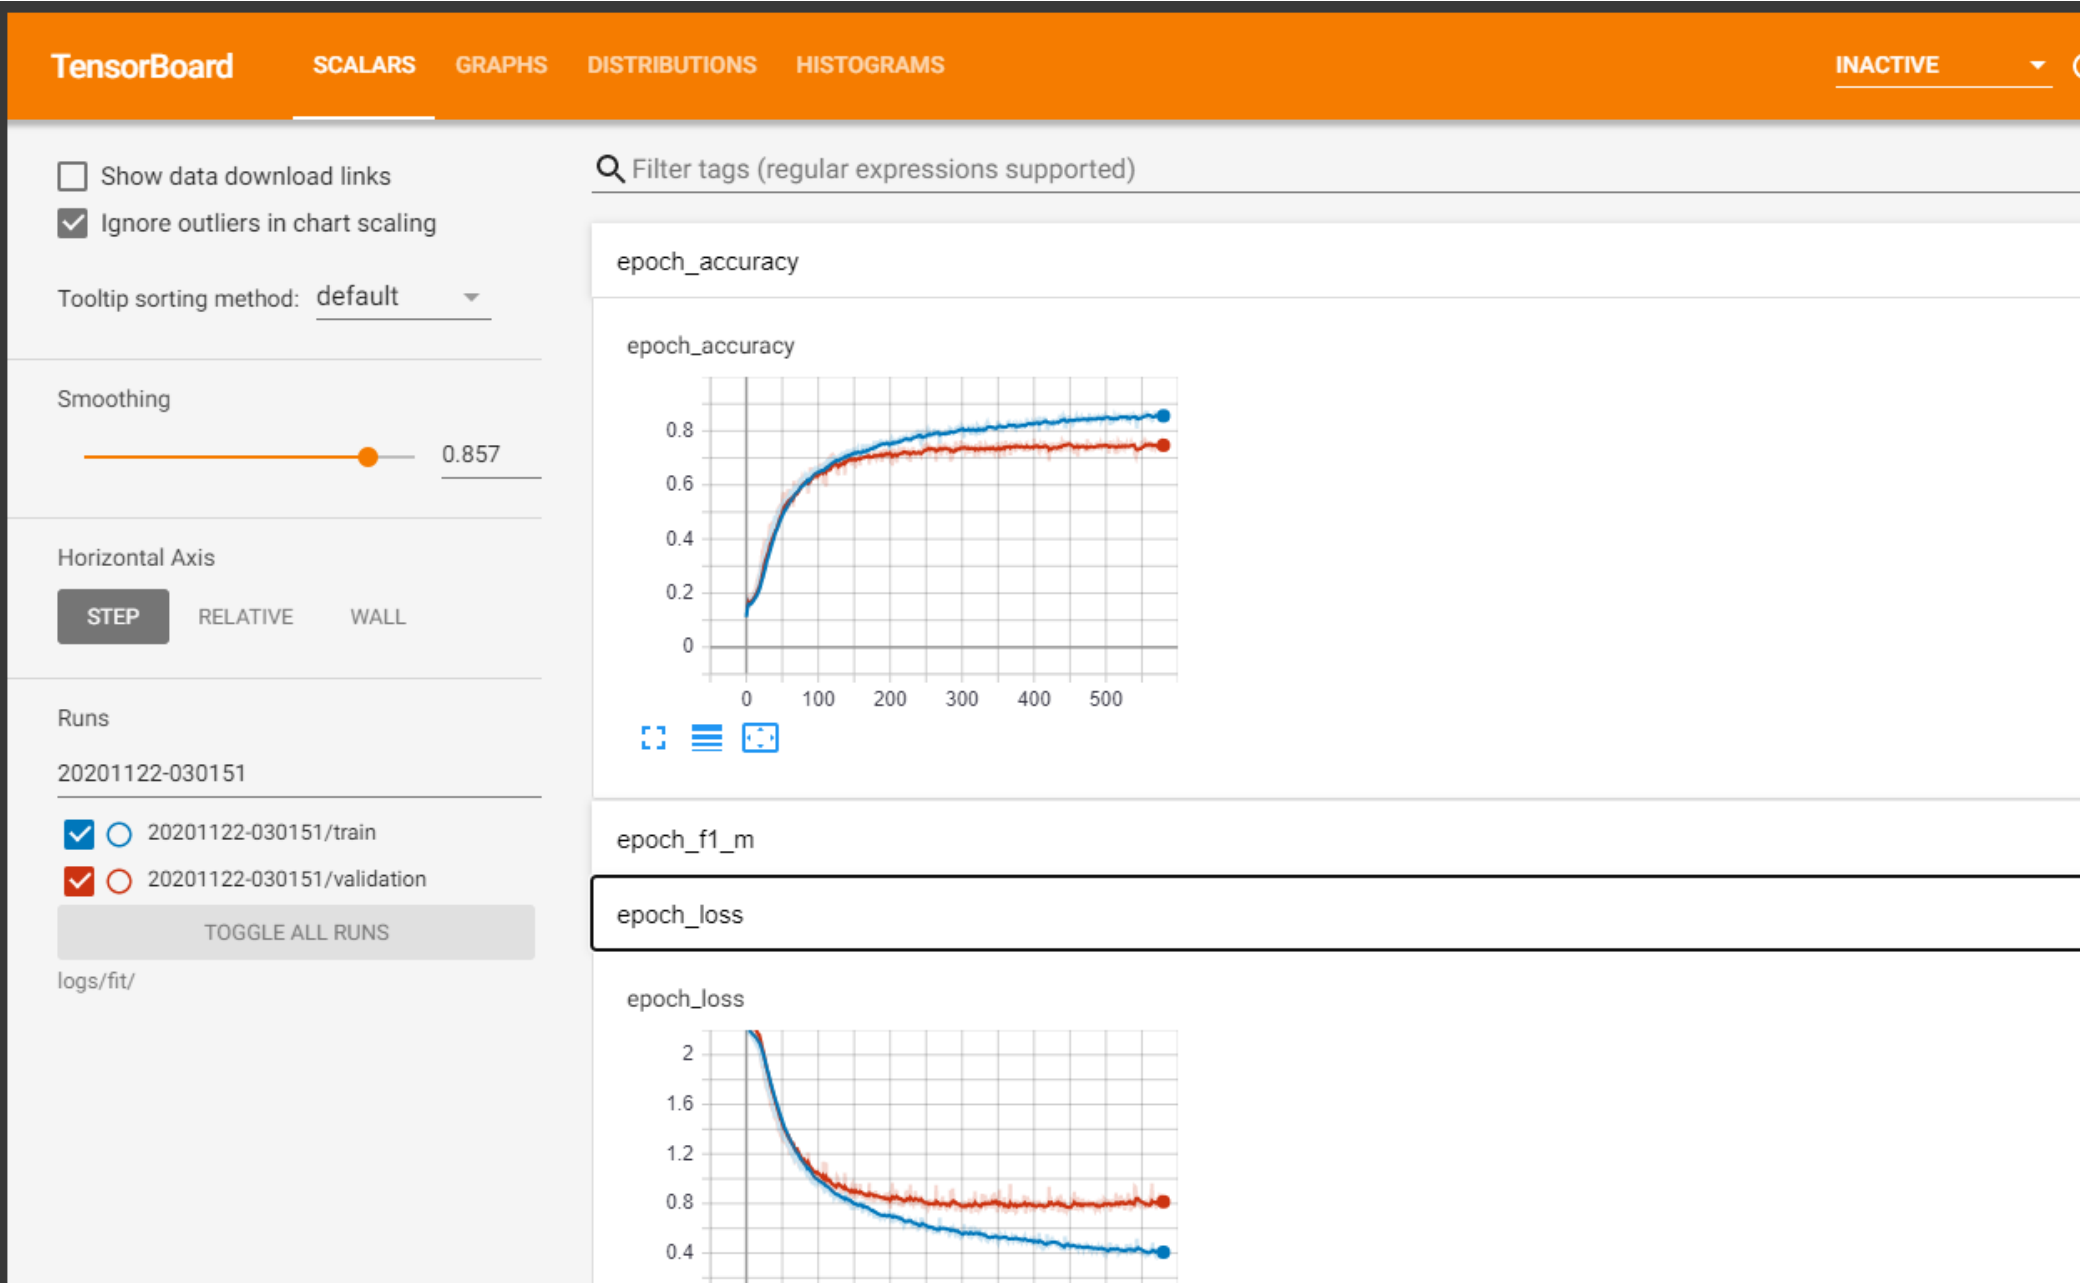 TensorBoard SCALARS GRAPHS DISTRIBUTIONS HISTOGRAMS INACTIVE
Show data download links
Ignore outliers in chart scaling
Tooltip sorting method: default
Smoothing
0.857
Horizontal Axis
STEP RELATIVE WALL
Runs
20201122-030151
20201122-030151/train
20201122-030151/validation
TOGGLE ALL RUNS
logs/fit/
Filter tags (regular expressions supported)
epoch_accuracy
epoch_accuracy
0.8
0.6
0.4
0.2
0
0 100 200 300 400 500
epoch_f1_m
epoch_loss
epoch_loss
2
1.6
1.2
0.8
0.4